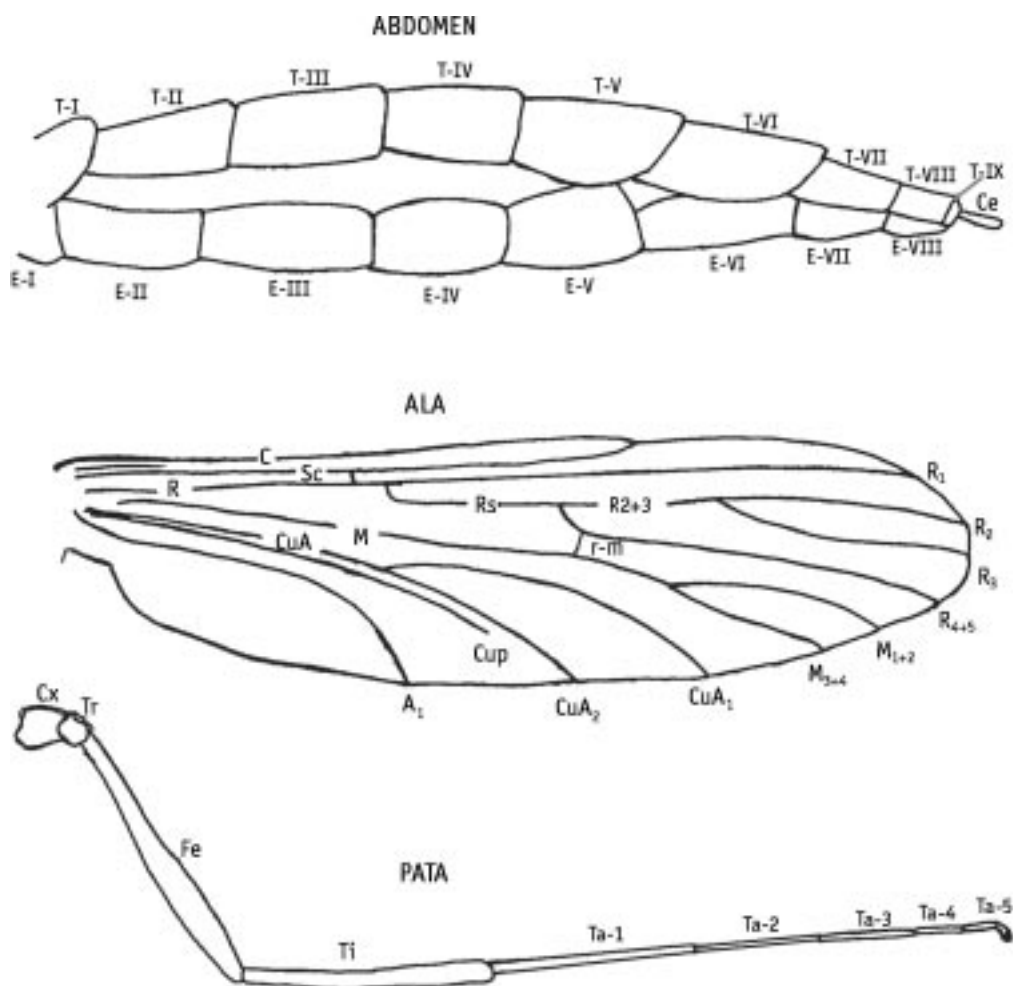 ABDOMEN
T-I T-II T-III T-IV T-V T-VI T-VII T-VIII T-IX
Ce
E-I E-II E-III E-IV E-V E-VI E-VII E-VIII
ALA
C
Sc
R
R₁
Rs R2+3
R₂
CuA M r-m
R₃
R₄₊₅
Cup
M₁₊₂
M₃₊₄
A₁ CuA₂ CuA₁
Cx Tr
Fe
PATA
Ti Ta-1 Ta-2 Ta-3 Ta-4 Ta-5